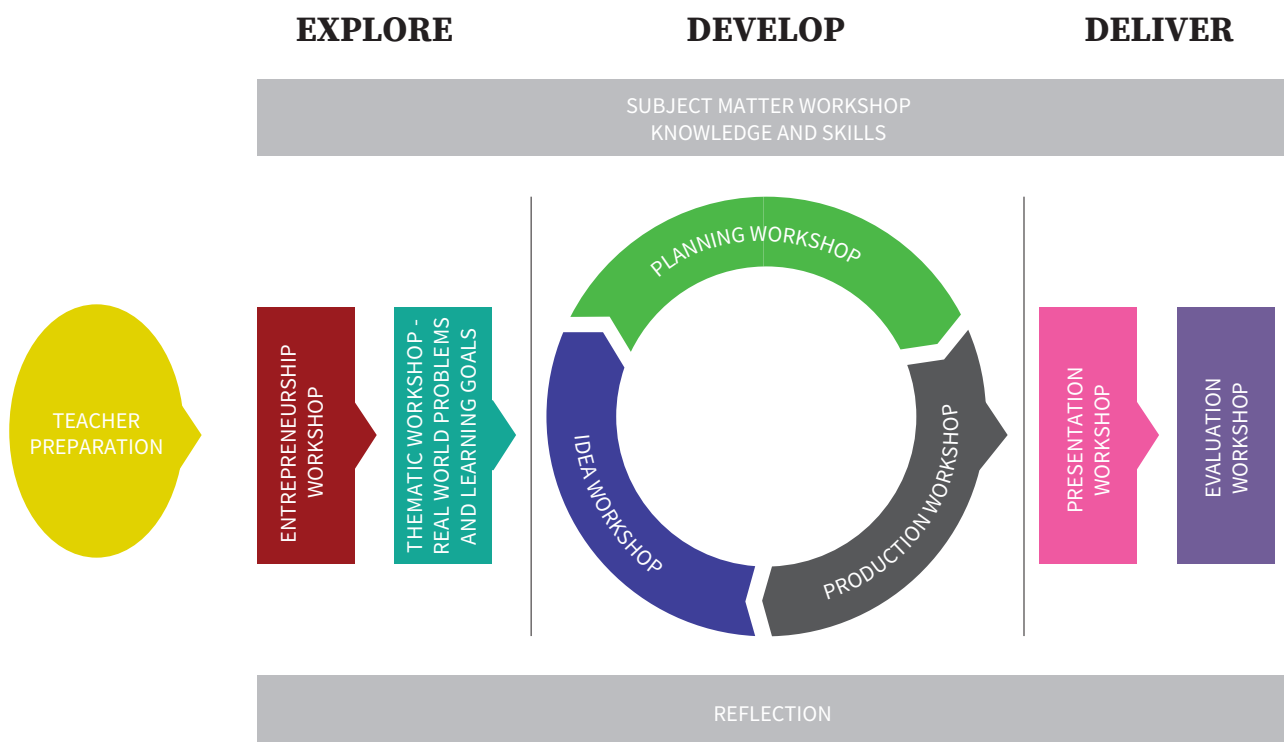 EXPLORE
DEVELOP
DELIVER
SUBJECT MATTER WORKSHOP
KNOWLEDGE AND SKILLS
TEACHER
PREPARATION
ENTREPRENEURSHIP
WORKSHOP
THEMATIC WORKSHOP -
REAL WORLD PROBLEMS
AND LEARNING GOALS
PLANNING WORKSHOP
IDEA WORKSHOP
PRODUCTION WORKSHOP
PRESENTATION
WORKSHOP
EVALUATION
WORKSHOP
REFLECTION